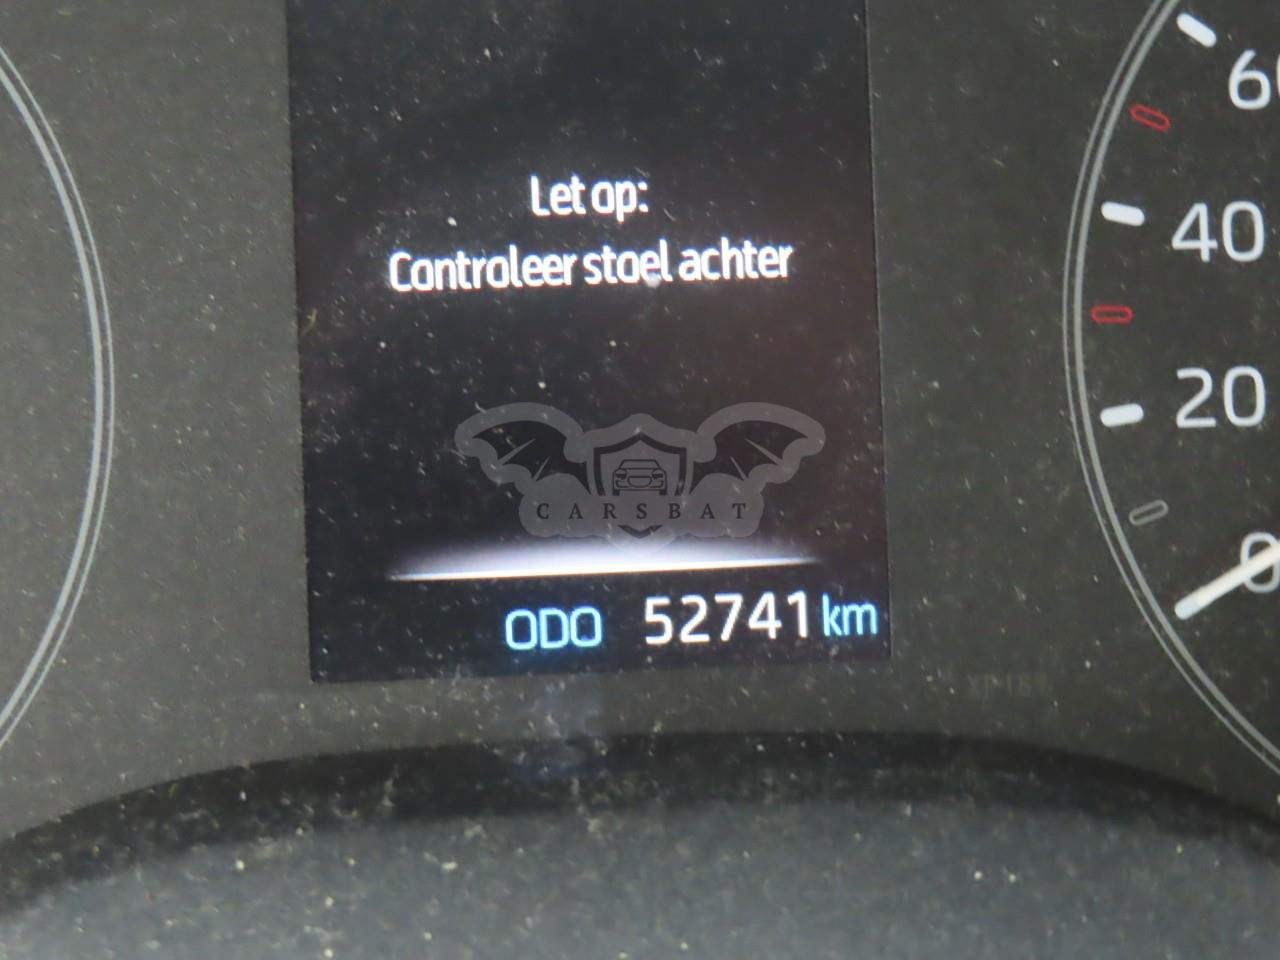 Let op:
Controleer stoel achter
60
40
20
0
CARSBAT
ODO 52741 km